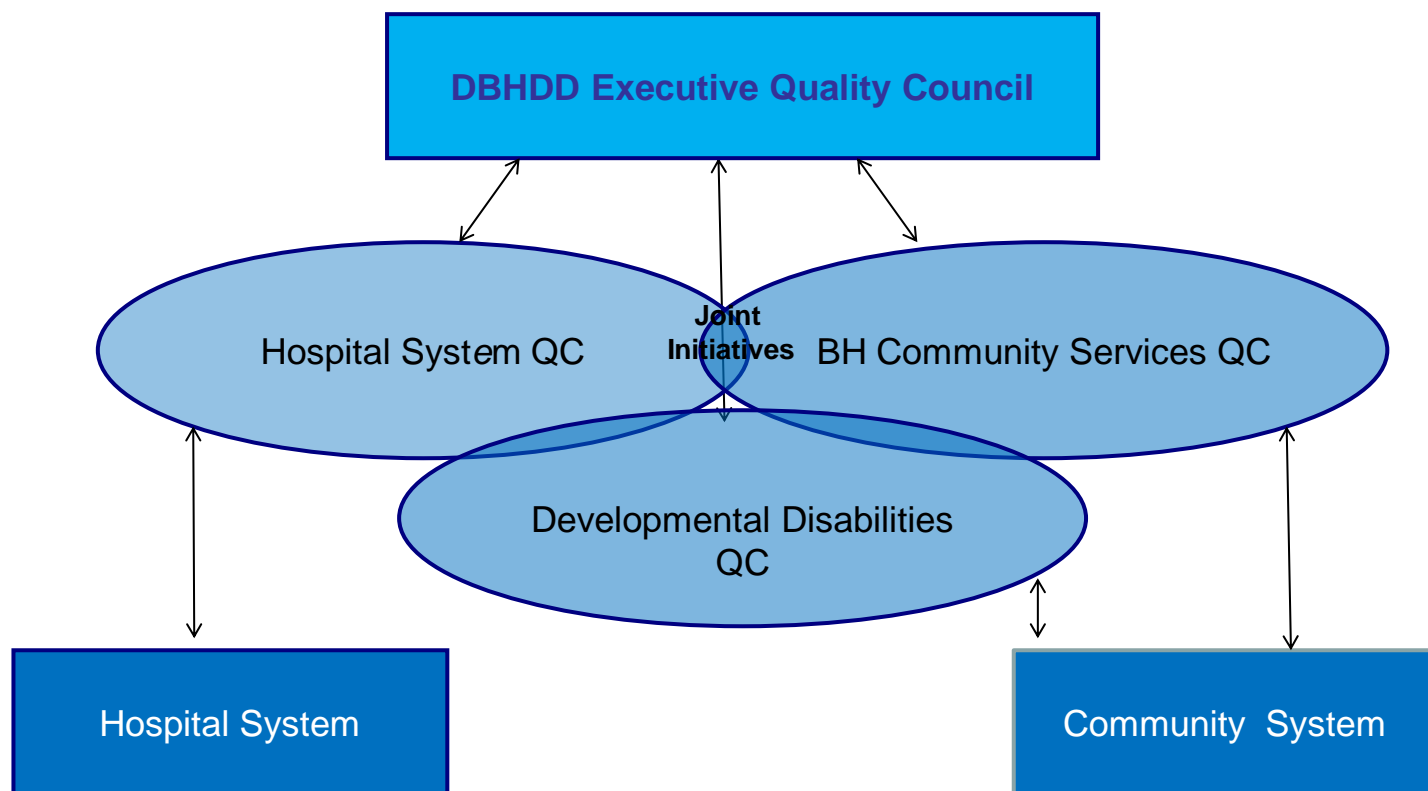 DBHDD Executive Quality Council
Joint
Initiatives
Hospital System QC
BH Community Services QC
Developmental Disabilities
QC
Hospital System
Community  System